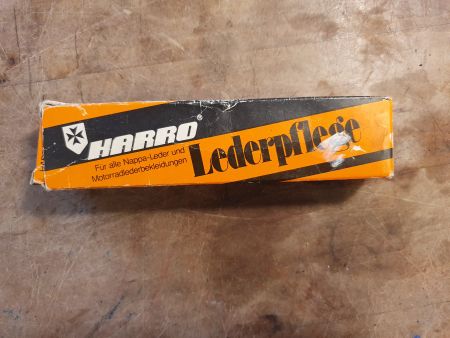 HARRO®
Für alle Nappa-Leder und
Motorradlederbekleidungen
Lederpflege